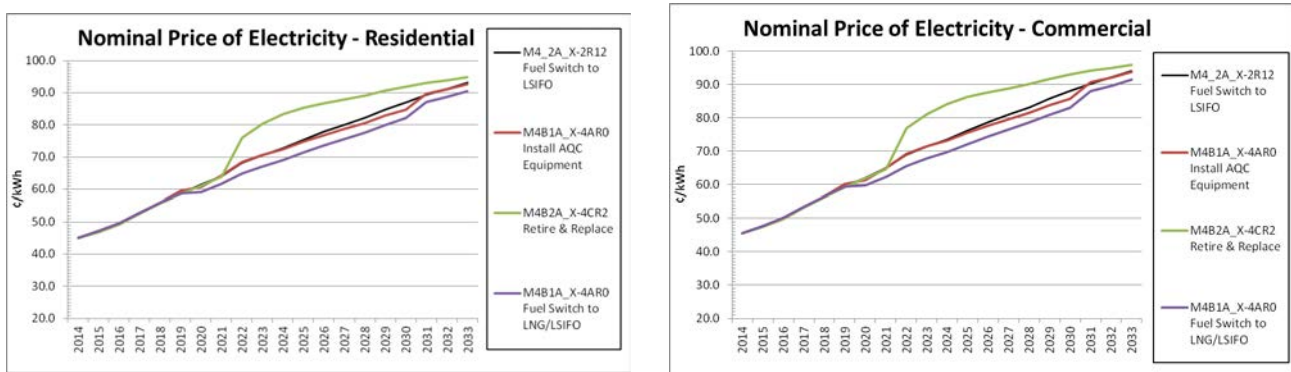 Nominal Price of Electricity - Residential
¢/kWh
100.0
90.0
80.0
70.0
60.0
50.0
40.0
30.0
20.0
2014
2015
2016
2017
2018
2019
2020
2021
2022
2023
2024
2025
2026
2027
2028
2029
2030
2031
2032
2033
M4_2A_X-2R12
Fuel Switch to
LSIFO
M4B1A_X-4AR0
Install AQC
Equipment
M4B2A_X-4CR2
Retire & Replace
M4B1A_X-4AR0
Fuel Switch to
LNG/LSIFO
Nominal Price of Electricity - Commercial
¢/kWh
100.0
90.0
80.0
70.0
60.0
50.0
40.0
30.0
20.0
2014
2015
2016
2017
2018
2019
2020
2021
2022
2023
2024
2025
2026
2027
2028
2029
2030
2031
2032
2033
M4_2A_X-2R12
Fuel Switch to
LSIFO
M4B1A_X-4AR0
Install AQC
Equipment
M4B2A_X-4CR2
Retire & Replace
M4B1A_X-4AR0
Fuel Switch to
LNG/LSIFO